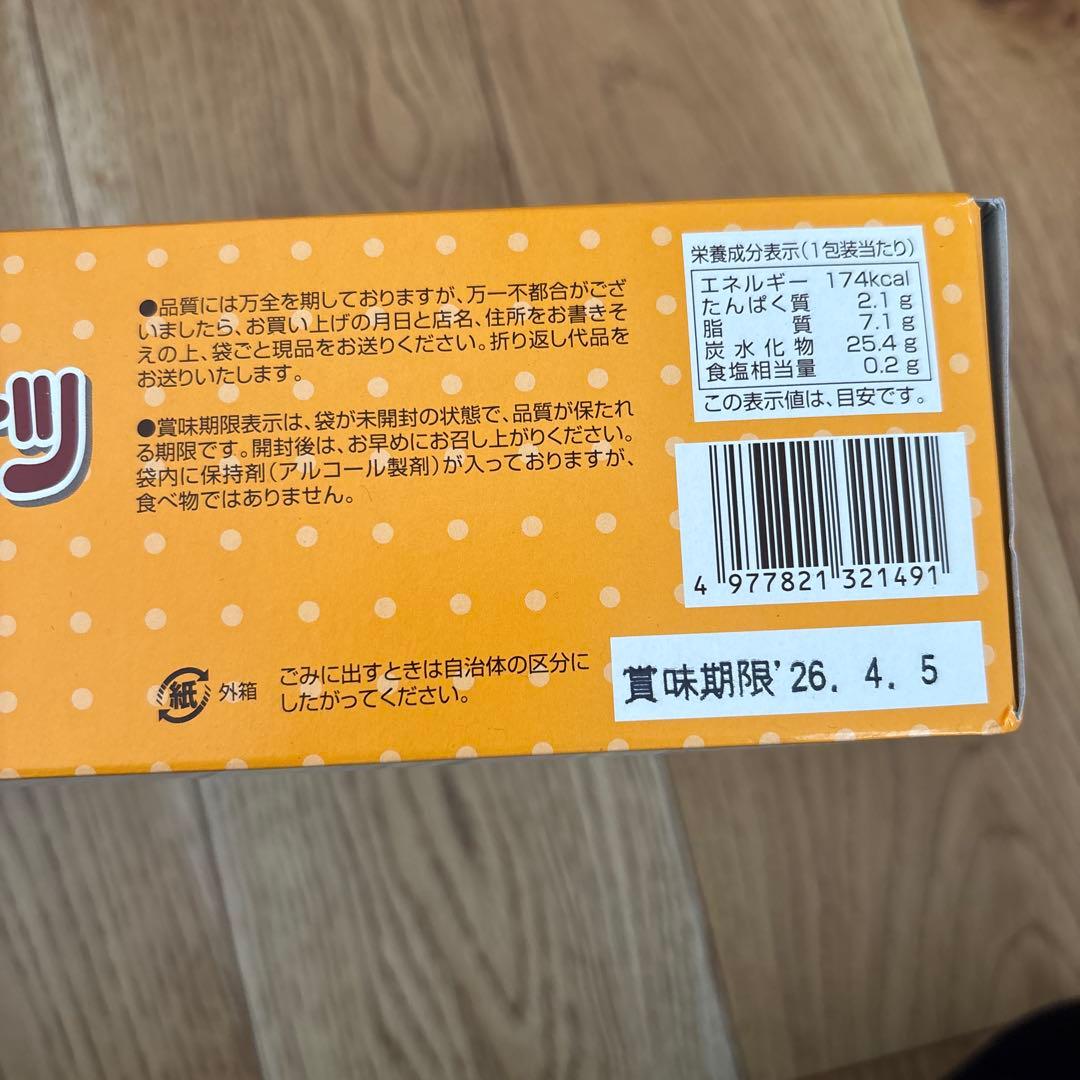 ツ
●品質には万全を期しておりますが、万一不都合がござ
いましたら、お買い上げの月日と店名、住所をお書きそ
えの上、袋ごと現品をお送りください。折り返し代品を
お送りいたします。
●賞味期限表示は、袋が未開封の状態で、品質が保たれ
る期限です。開封後は、お早めにお召し上がりください。
袋内に保持剤(アルコール製剤)が入っておりますが、
食べ物ではありません。
紙 外箱
ごみに出すときは自治体の区分に
したがってください。
栄養成分表示(1包装当たり)
エネルギー 174kcal
たんぱく質 2.1g
脂質 7.1g
炭水化物 25.4g
食塩相当量 0.2g
この表示値は、目安です。
4 977821 321491
賞味期限'26. 4. 5